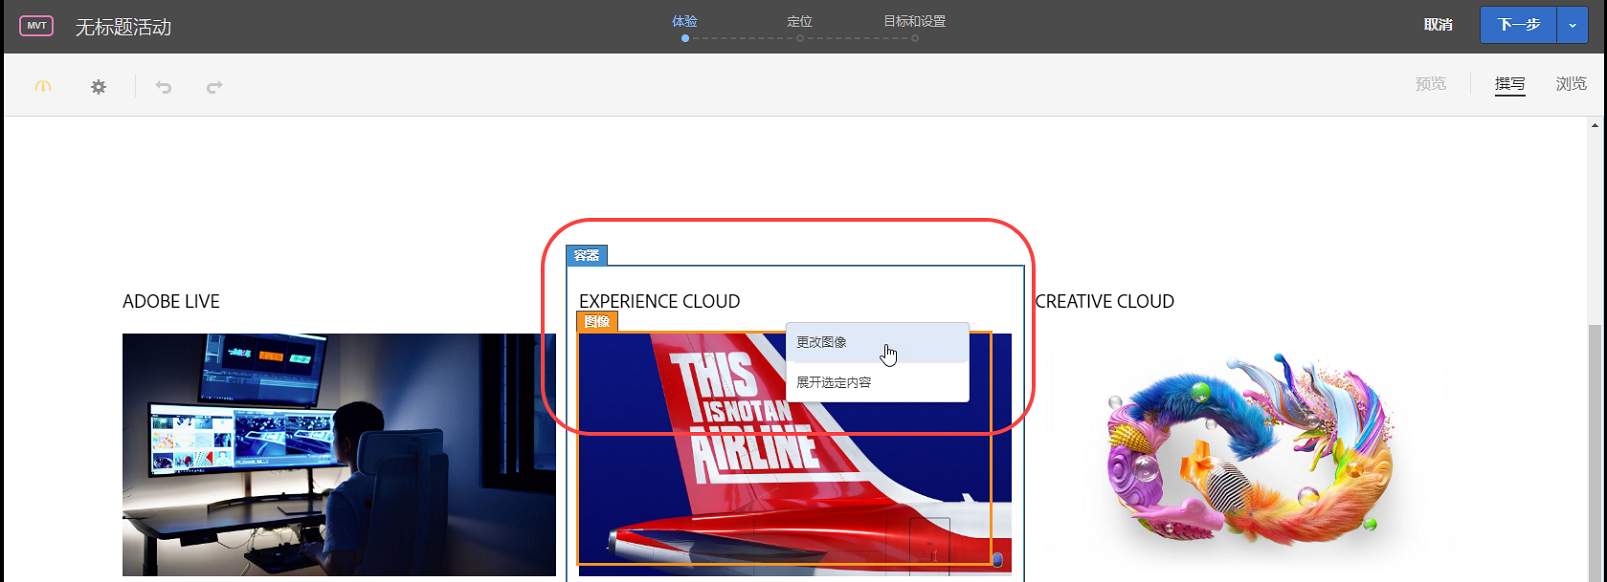 MVT 无标题活动 体验 定位 目标和设置 取消 下一步
预览 撰写 浏览
容器
ADOBE LIVE EXPERIENCE CLOUD CREATIVE CLOUD
图像
更改图像
展开选定内容
THIS
IS NOT AN
AIRLINE